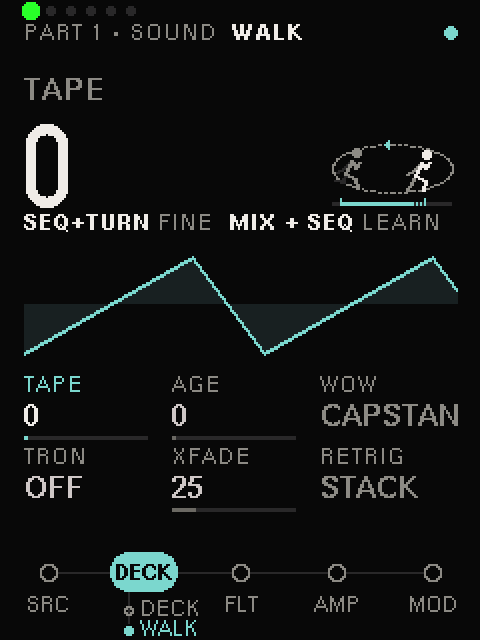 PART 1 · SOUND WALK
TAPE
0
SEQ+TURN FINE MIX + SEQ LEARN
TAPE AGE WOW
0 0 CAPSTAN
TRON XFADE RETRIG
OFF 25 STACK
DECK
SRC DECK FLT AMP MOD
WALK